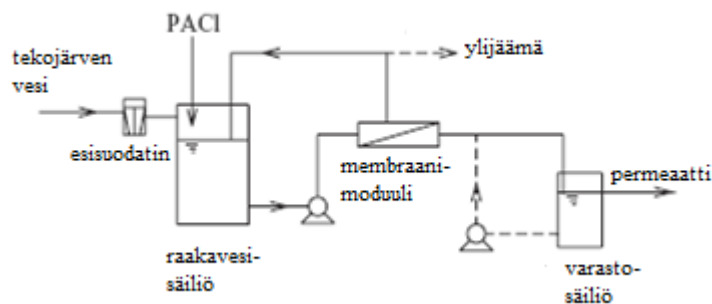 PACl
tekojärven
vesi
ylijäämä
esisuodatin
membraani-
moduuli
permeaatti
raakavesi-
säiliö
varasto-
säiliö